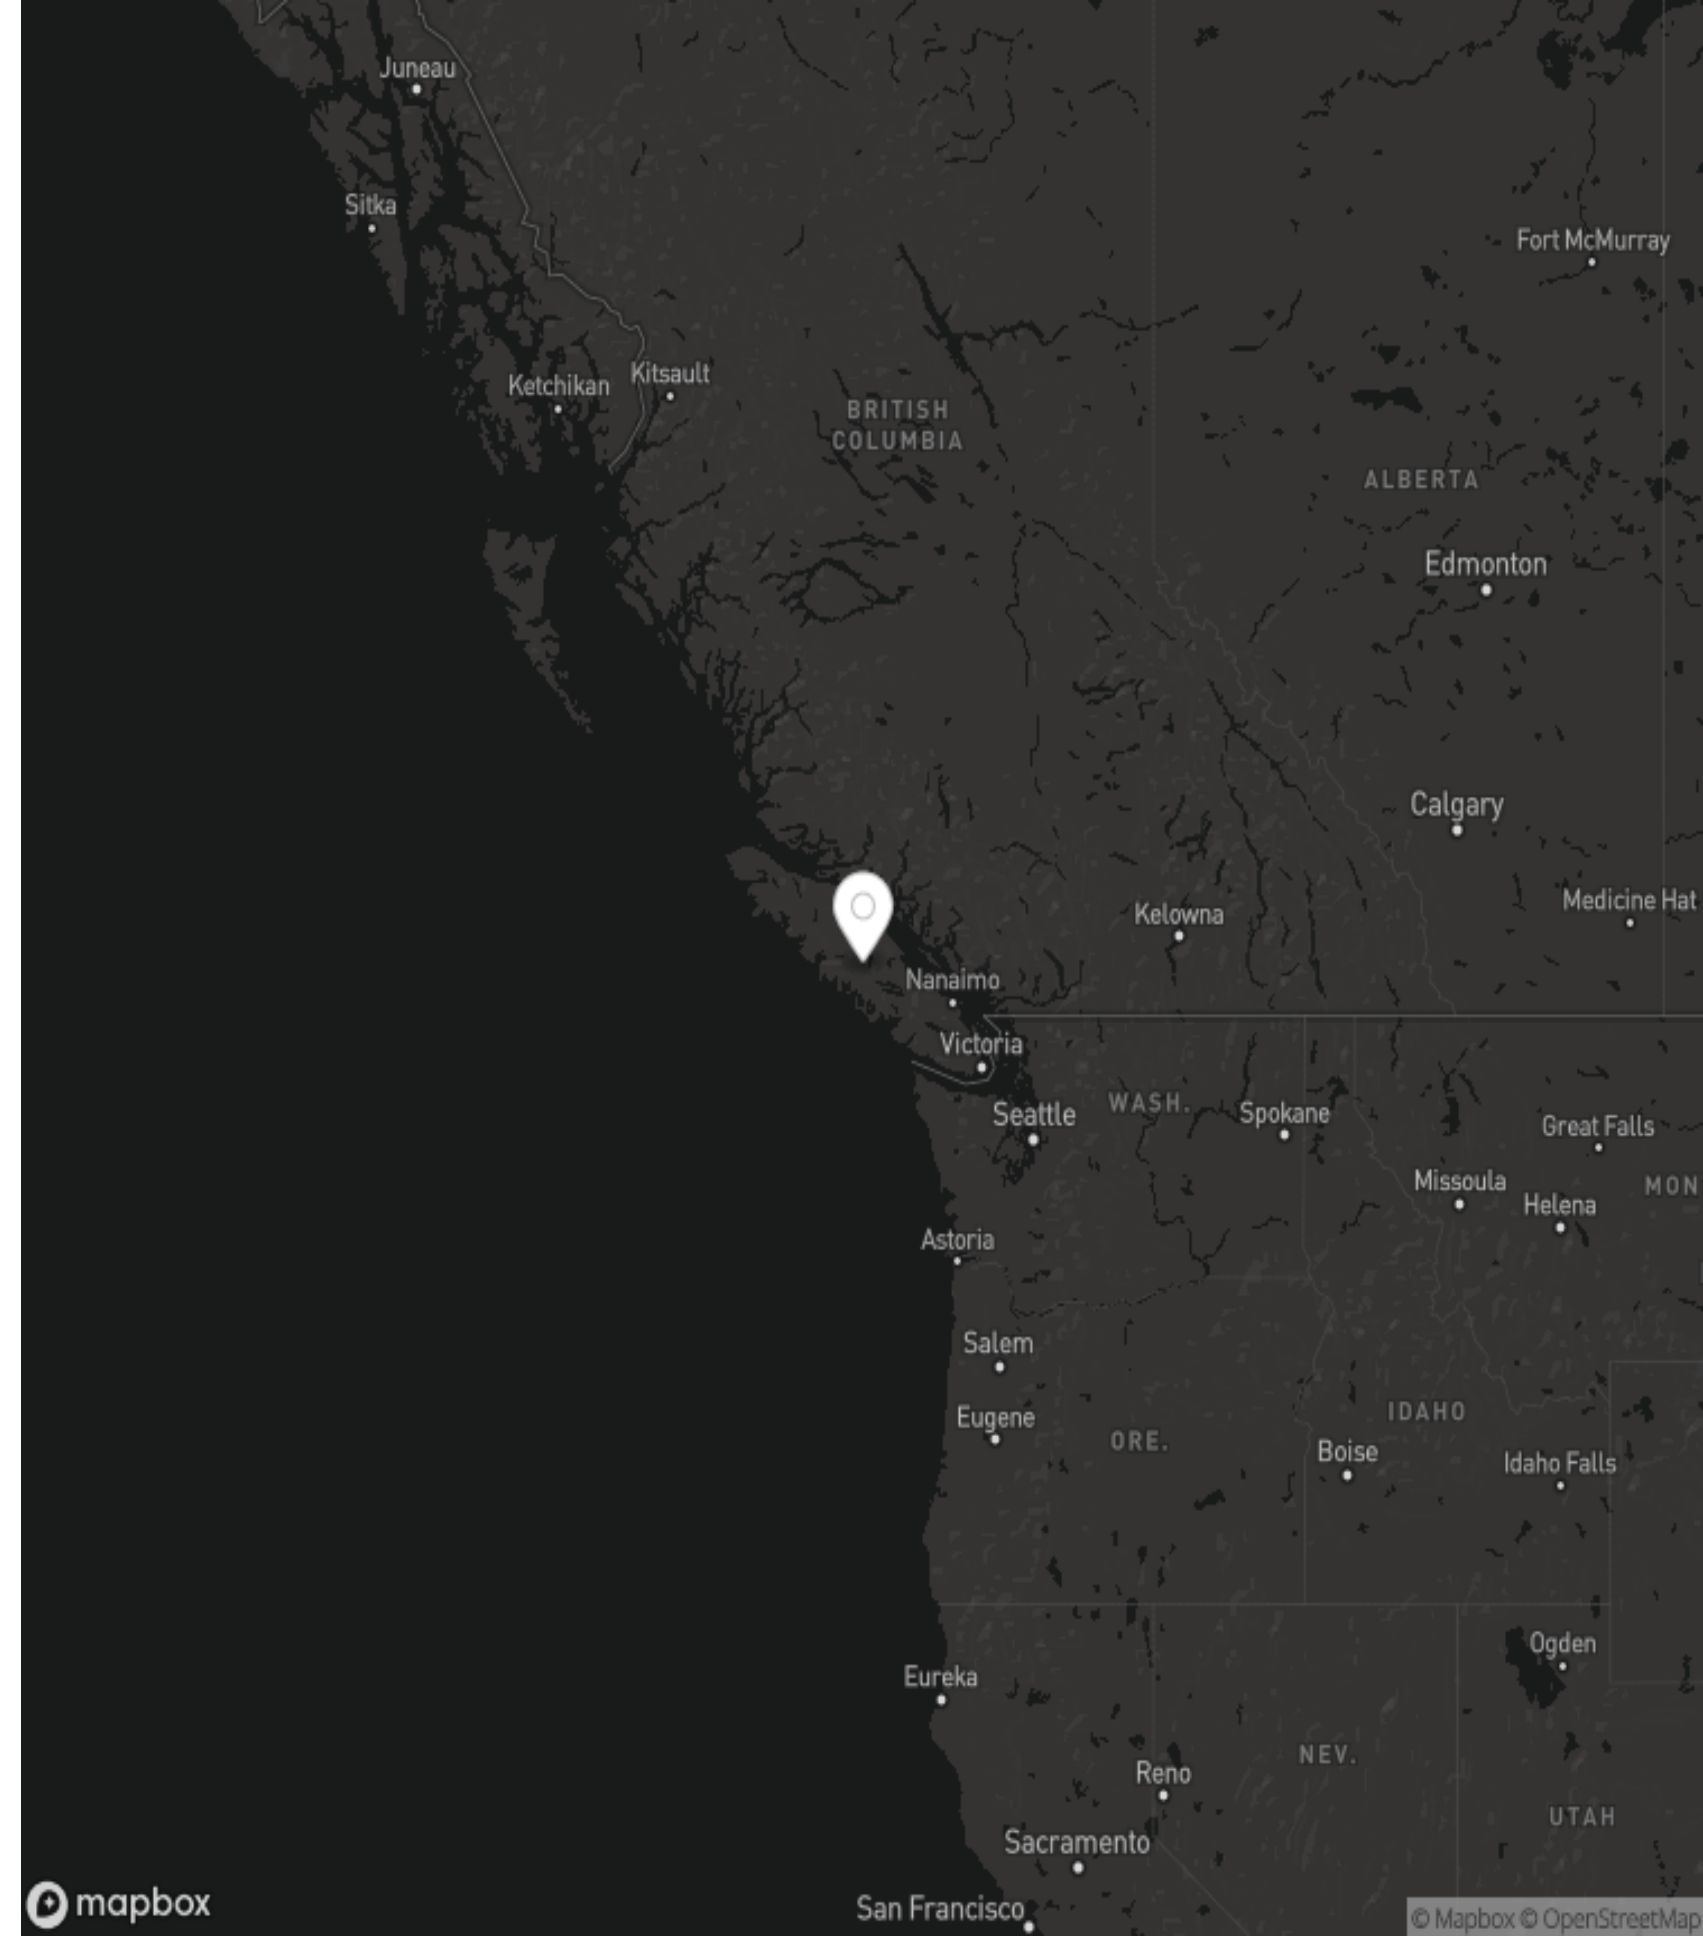 Juneau
Sitka
Fort McMurray
Kitsault
Ketchikan
BRITISH
COLUMBIA
ALBERTA
Edmonton
Calgary
Medicine Hat
Kelowna
Nanaimo
Victoria
WASH.
Seattle
Spokane
Great Falls
Missoula
MON
Helena
Astoria
Salem
IDAHO
Eugene
ORE.
Boise
Idaho Falls
Ogden
Eureka
NEV.
Reno
UTAH
Sacramento
mapbox
San Francisco
© Mapbox © OpenStreetMap